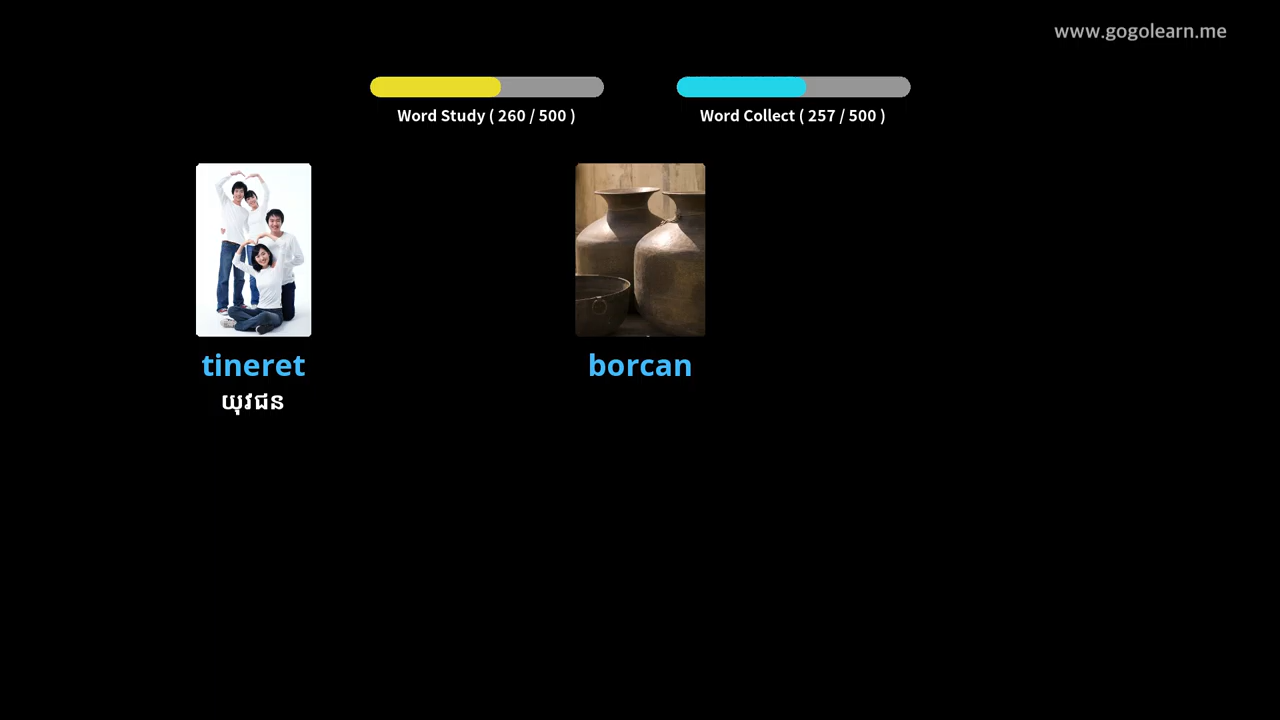 www.gogolearn.me
Word Study ( 260 / 500 )
Word Collect ( 257 / 500 )
tineret
យុវជន
borcan